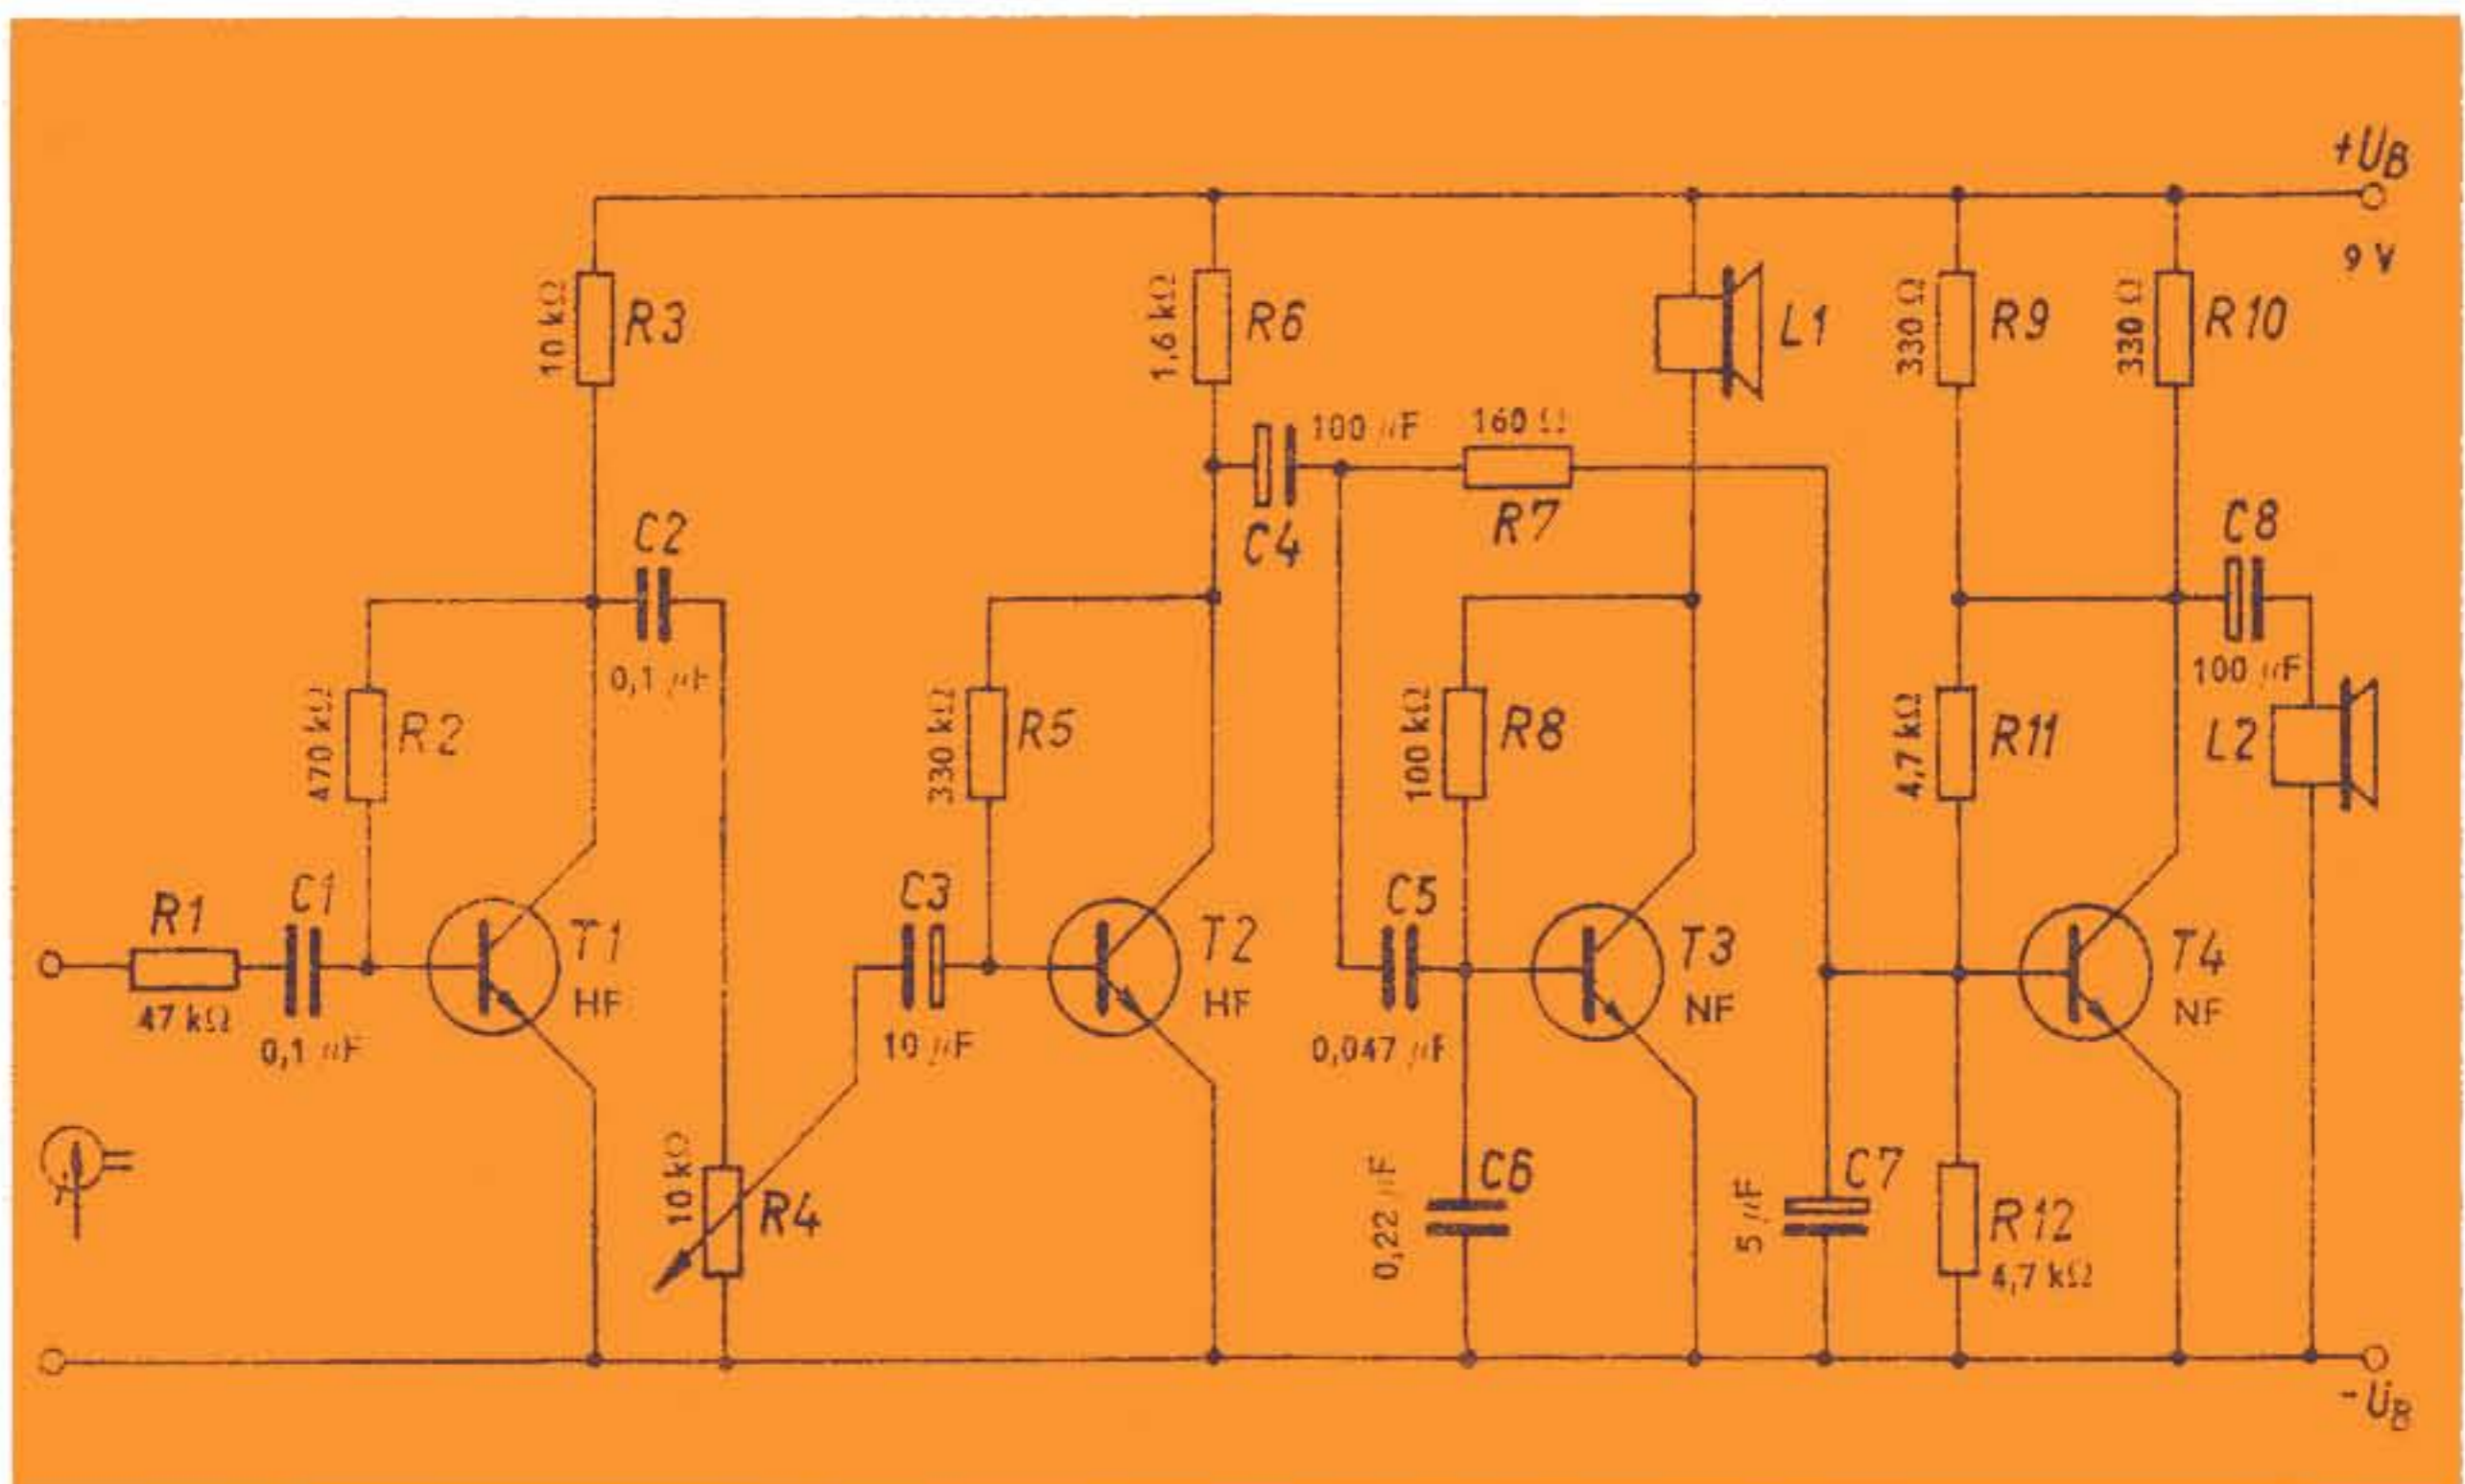 +UB
9 V
10 kΩ
R3
1,6 kΩ
R6
L1
330 Ω
R9
330 Ω
R10
100 µF
160 Ω
C4
R7
C2
0,1 µF
C8
100 µF
470 kΩ
R2
330 kΩ
R5
100 kΩ
R8
4,7 kΩ
R11
L2
R1
47 kΩ
C1
0,1 µF
T1
HF
C3
10 µF
T2
HF
C5
0,047 µF
T3
NF
T4
NF
10 kΩ
R4
0,22 µF
C6
5 µF
C7
R12
4,7 kΩ
-UB